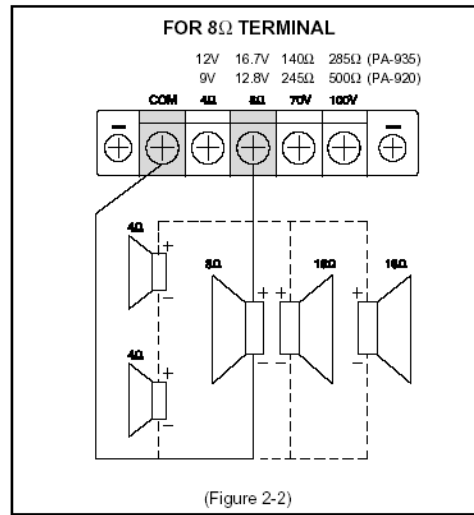 FOR 8Ω TERMINAL
12V 16.7V 140Ω 285Ω (PA-935)
9V 12.8V 245Ω 500Ω (PA-920)
COM 4Ω 8Ω 70V 100V
4Ω
+
−
8Ω
+
−
16Ω
+
−
16Ω
+
−
4Ω
+
−
(Figure 2-2)